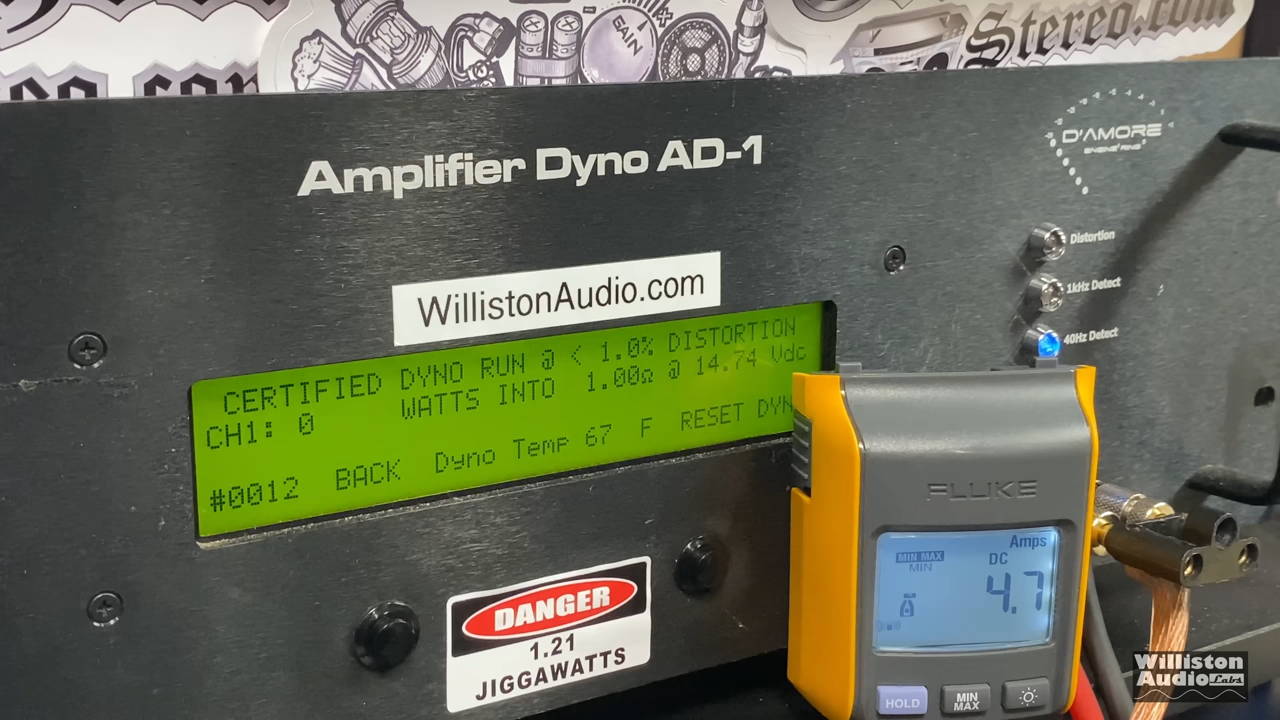 GAIN
Stereo.com
Amplifier Dyno AD-1
D'AMORE
ENGINEERING
Distortion
1kHz Detect
40Hz Detect
WillistonAudio.com
CERTIFIED DYNO RUN @ < 1.0% DISTORTION
CH1: 0 WATTS INTO 1.00Ω @ 14.74 Vdc
#0012 BACK Dyno Temp 67 F RESET DYN
FLUKE
Amps
MIN MAX DC
MIN
4.7
HOLD
MIN
MAX
DANGER
1.21
JIGGAWATTS
Williston
Audio Labs